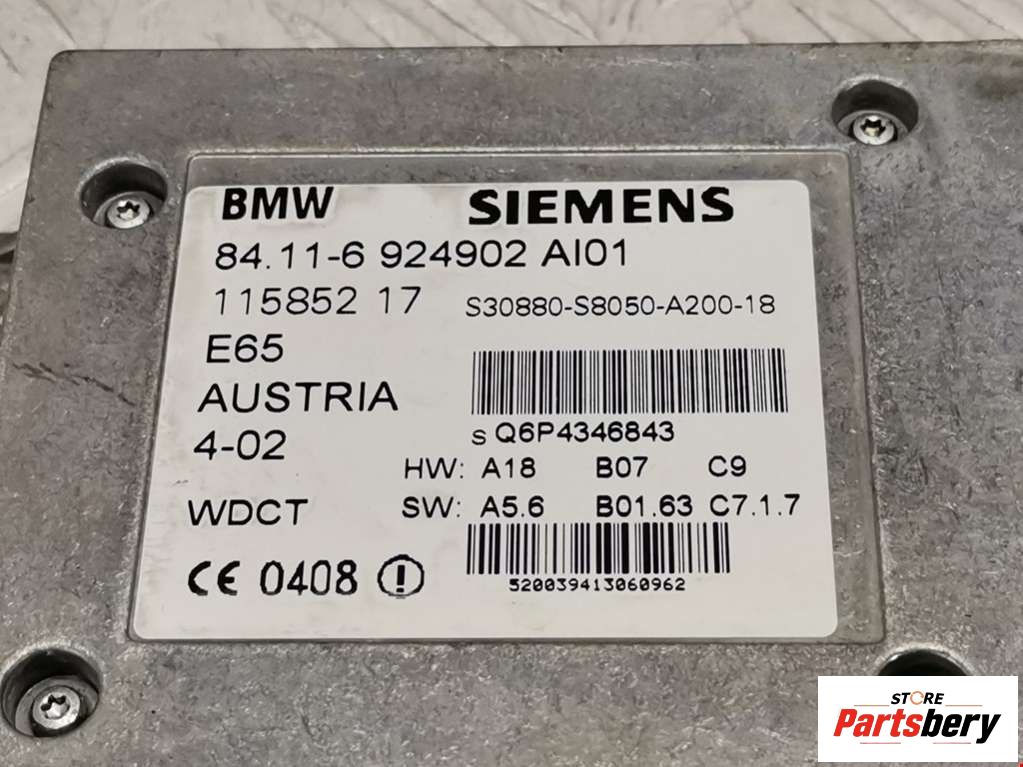 BMW SIEMENS
84.11-6 924902 AI01
115852 17 S30880-S8050-A200-18
E65
AUSTRIA
4-02
S Q6P4346843
HW: A18 B07 C9
WDCT SW: A5.6 B01.63 C7.1.7
CE 0408
520039413060962
STORE
Partsbery